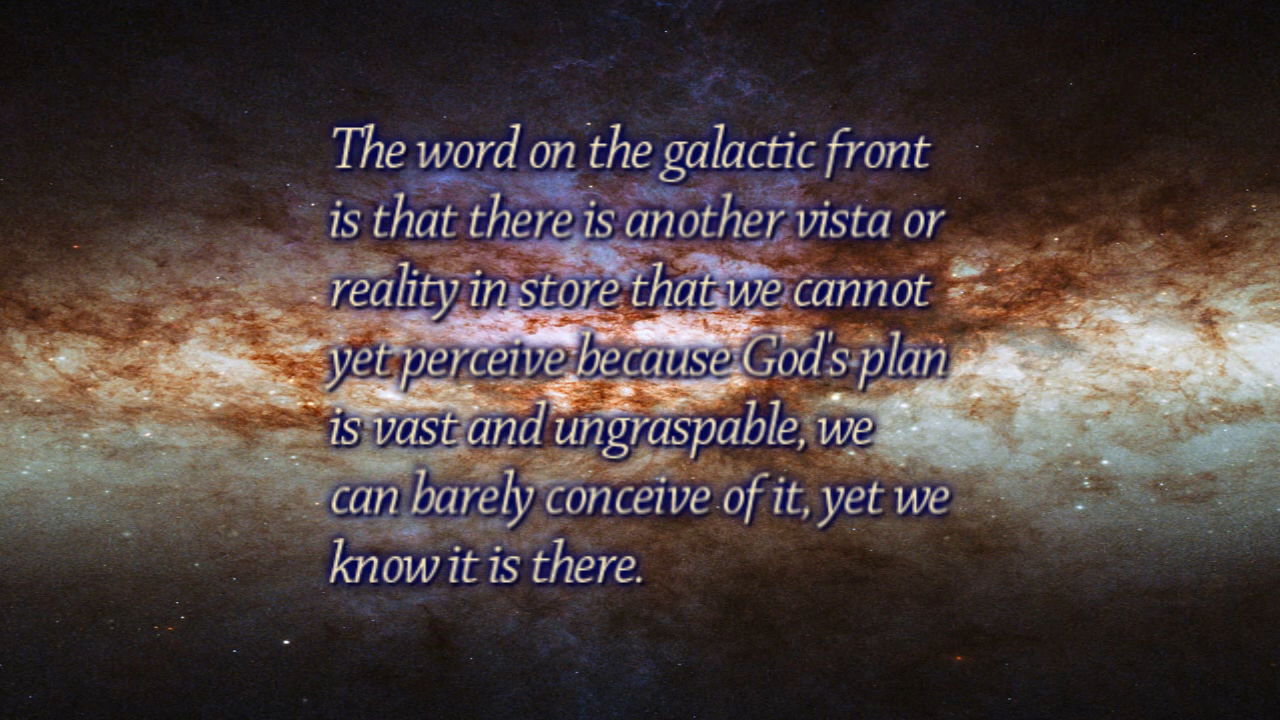 The word on the galactic front
is that there is another vista or
reality in store that we cannot
yet perceive because God's plan
is vast and ungraspable, we
can barely conceive of it, yet we
know it is there.